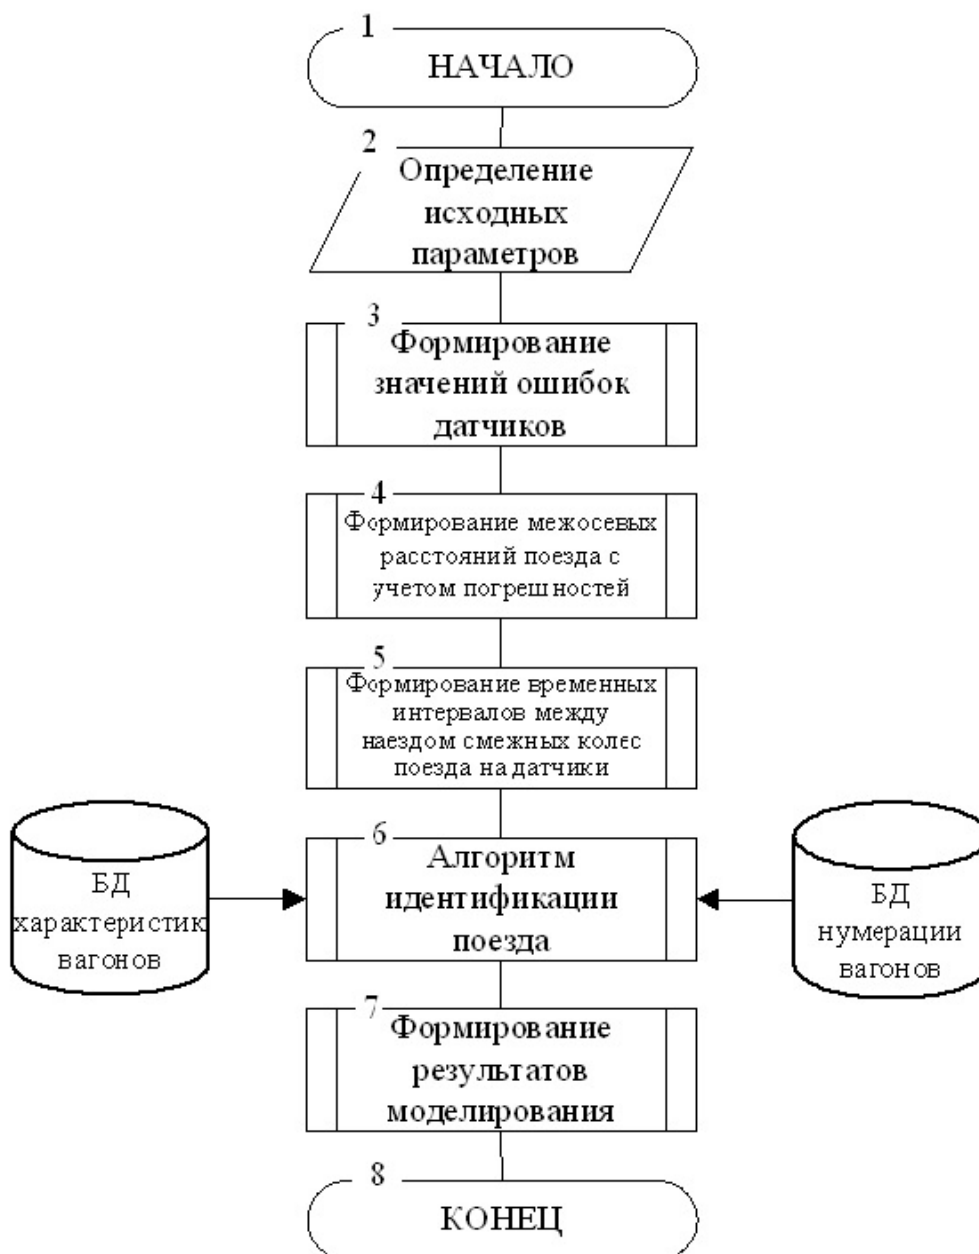 1
НАЧАЛО
2
Определение
исходных
параметров
3
Формирование
значений ошибок
датчиков
4
Формирование межосевых
расстояний поезда с
учетом погрешностей
5
Формирование временных
интервалов между
наездом смежных колес
поезда на датчики
БД
характеристик
вагонов
6
Алгоритм
идентификации
поезда
БД
нумерации
вагонов
7
Формирование
результатов
моделирования
8
КОНЕЦ